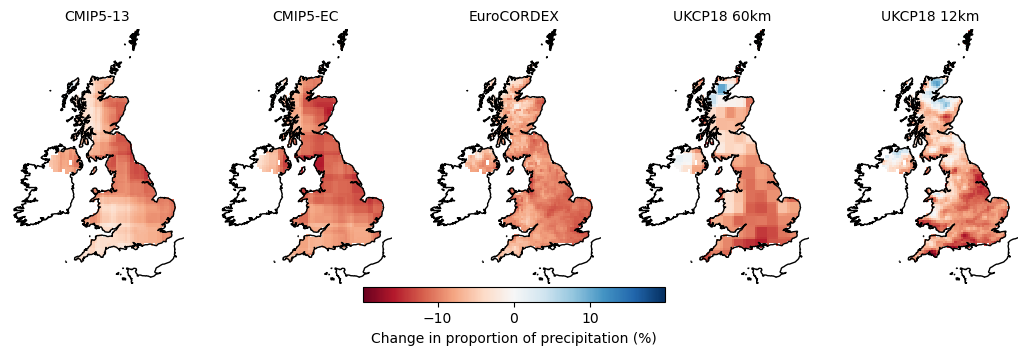 CMIP5-13 CMIP5-EC EuroCORDEX UKCP18 60km UKCP18 12km
−10 0 10
Change in proportion of precipitation (%)